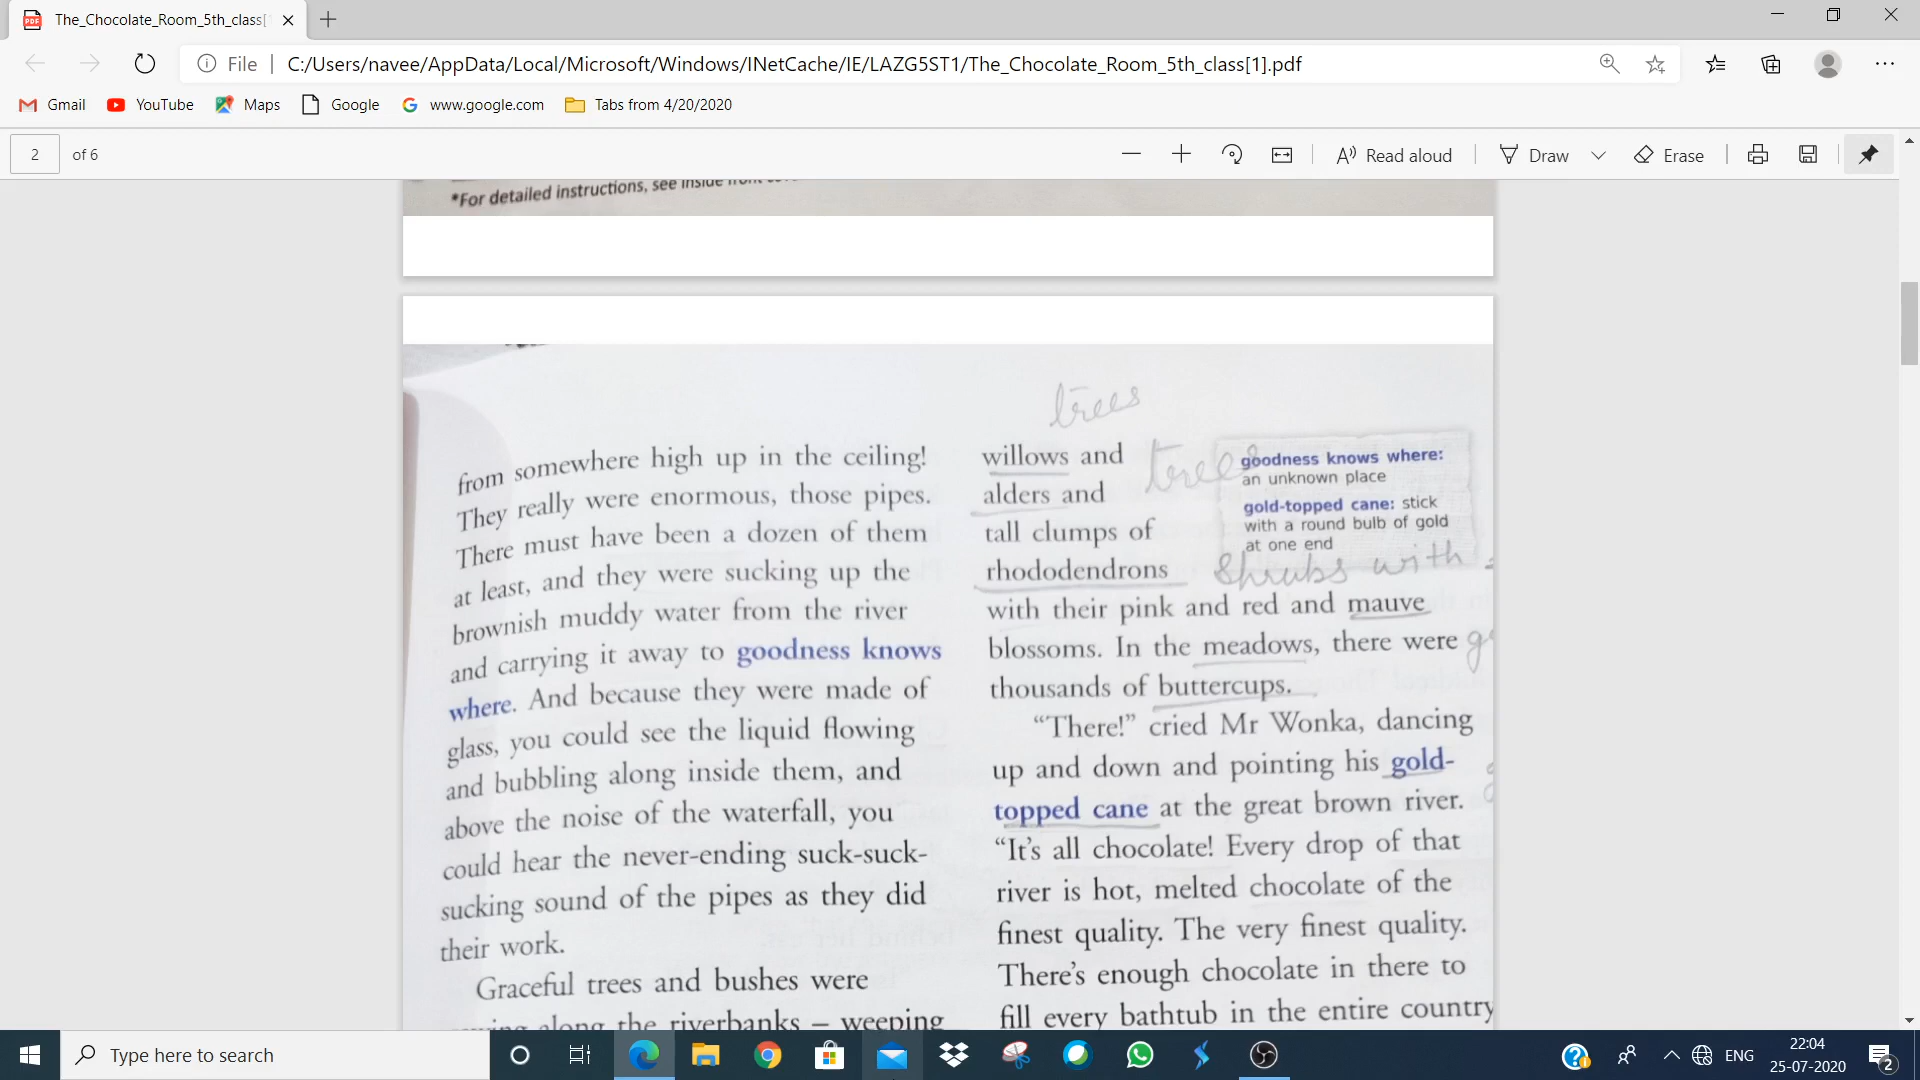 The_Chocolate_Room_5th_class[
File
C:/Users/navee/AppData/Local/Microsoft/Windows/INetCache/IE/LAZG5ST1/The_Chocolate_Room_5th_class[1].pdf
Gmail
YouTube
Maps
Google
www.google.com
Tabs from 4/20/2020
2 of 6
Read aloud
Draw
Erase
*For detailed instructions, see inside front
from somewhere high up in the ceiling!
They really were enormous, those pipes.
There must have been a dozen of them
at least, and they were sucking up the
brownish muddy water from the river
and carrying it away to goodness knows
where. And because they were made of
glass, you could see the liquid flowing
and bubbling along inside them, and
above the noise of the waterfall, you
could hear the never-ending suck-suck-
sucking sound of the pipes as they did
their work.
Graceful trees and bushes were
along the riverbanks – weeping
trees
willows and
trees
alders and
tall clumps of
rhododendrons
Shrubs with
with their pink and red and mauve
blossoms. In the meadows, there were
thousands of buttercups.
“There!” cried Mr Wonka, dancing
up and down and pointing his gold-
topped cane at the great brown river.
“It’s all chocolate! Every drop of that
river is hot, melted chocolate of the
finest quality. The very finest quality.
There’s enough chocolate in there to
fill every bathtub in the entire country
goodness knows where:
an unknown place
gold-topped cane: stick
with a round bulb of gold
at one end
Type here to search
ENG
22:04
25-07-2020
2